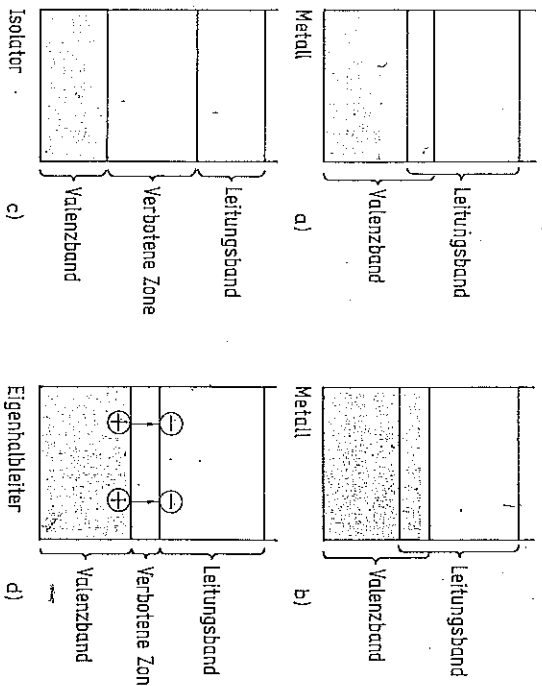 Metall
Leitungsband
Valenzband
a)
Metall
Leitungsband
Valenzband
b)
Isolator
Leitungsband
Verbotene Zone
Valenzband
c)
Eigenhalbleiter
−
−
+
+
Leitungsband
Verbotene Zon
Valenzband
d)